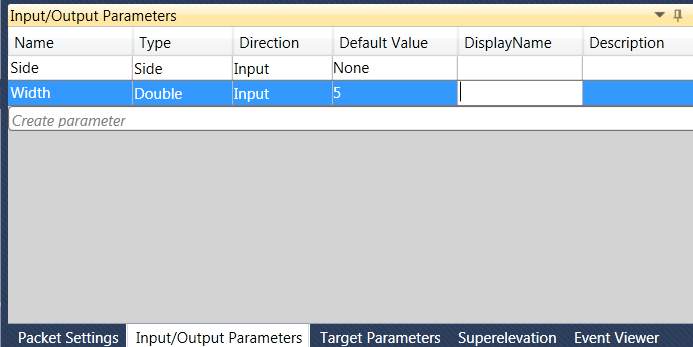 Input/Output Parameters
Name Type Direction Default Value DisplayName Description
Side Side Input None
Width Double Input 5
Create parameter
Packet Settings Input/Output Parameters Target Parameters Superelevation Event Viewer